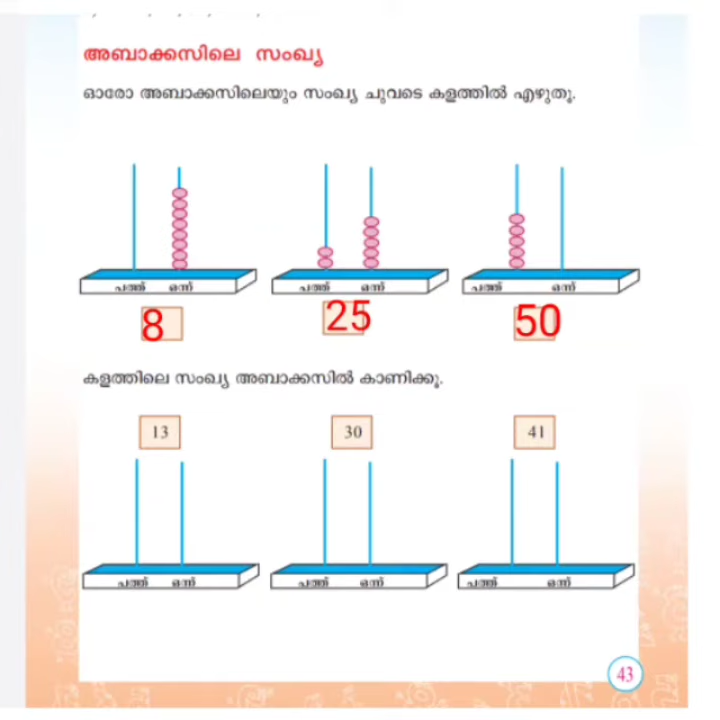 അബാക്കസിലെ സംഖ്യ
ഓരോ അബാക്കസിലെയും സംഖ്യ ചുവടെ കളത്തിൽ എഴുതൂ.
പത്ത് ഒന്ന് പത്ത് ഒന്ന് പത്ത് ഒന്ന്
8 25 50
കളത്തിലെ സംഖ്യ അബാക്കസിൽ കാണിക്കൂ.
13 30 41
പത്ത് ഒന്ന് പത്ത് ഒന്ന് പത്ത് ഒന്ന്
43